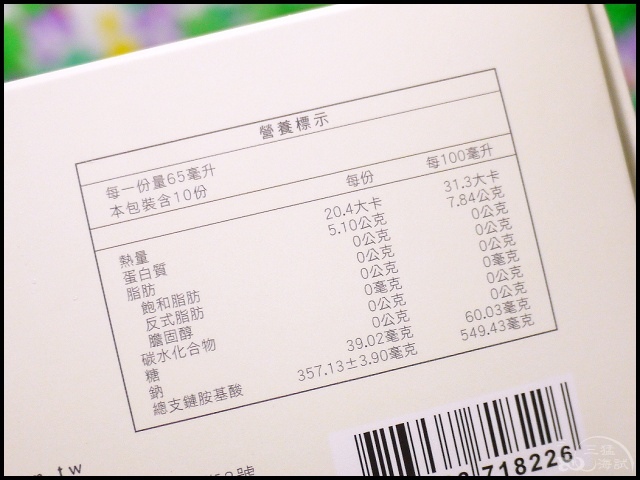 營養標示
每一份量65毫升
本包裝含10份
每份 每100毫升
熱量 20.4大卡 31.3大卡
蛋白質 5.10公克 7.84公克
脂肪 0公克 0公克
飽和脂肪 0公克 0公克
反式脂肪 0公克 0公克
膽固醇 0毫克 0毫克
碳水化合物 0公克 0公克
糖 0公克 0公克
鈉 39.02毫克 60.03毫克
總支鏈胺基酸 357.13±3.90毫克 549.43毫克
.tw
號
718226
三猛
海賊